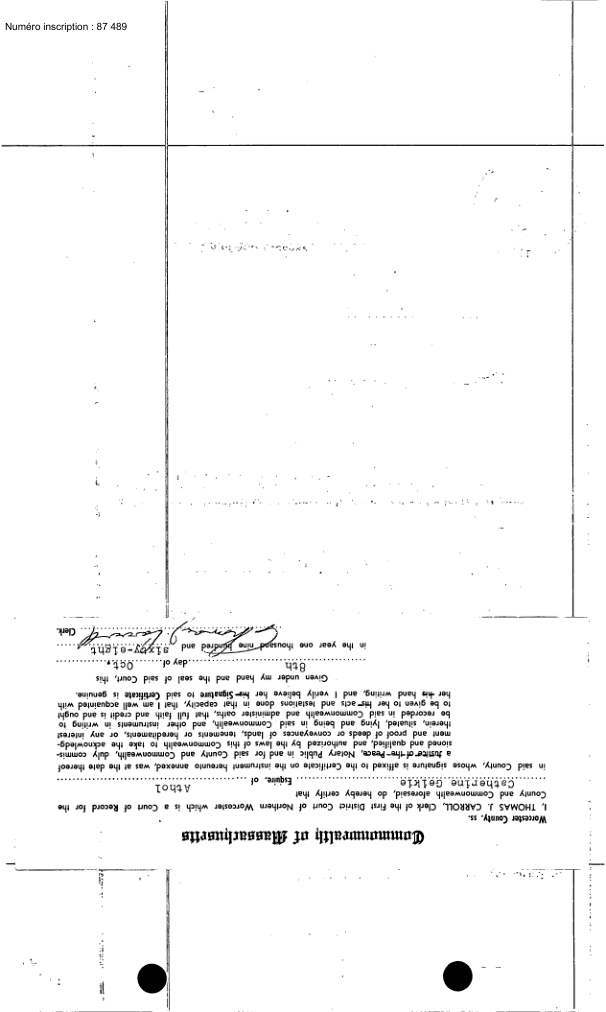 Numéro inscription : 87 489
Commonwealth of Massachusetts
Worcester County, ss.
I, THOMAS J. CARROLL, Clerk of the First District Court of Northern Worcester which is a Court of Record for the
County and Commonwealth aforesaid, do hereby certify that
Catherine Geikie Esquire, of Athol
in said County, whose signature is affixed to the Certificate on the instrument hereunto annexed, was at the date thereof
a Justice of the Peace, Notary Public in and for said County and Commonwealth, duly commis-
sioned and qualified, and authorized by the laws of this Commonwealth to take the acknowledg-
ment and proof of deeds or conveyances of lands, tenements or hereditaments, or any interest
therein, situated, lying and being in said Commonwealth, and other instruments in writing to
be recorded in said Commonwealth and administer oaths, that full faith and credit is and ought
to be given to her his acts and testations done in that capacity, that I am well acquainted with
her his hand writing, and I verily believe her his Signature to said Certificate is genuine.
Given under my hand and the seal of said Court, this
8th day of Oct.
in the year one thousand nine hundred and sixty-eight
Thomas J. Carroll Clerk.